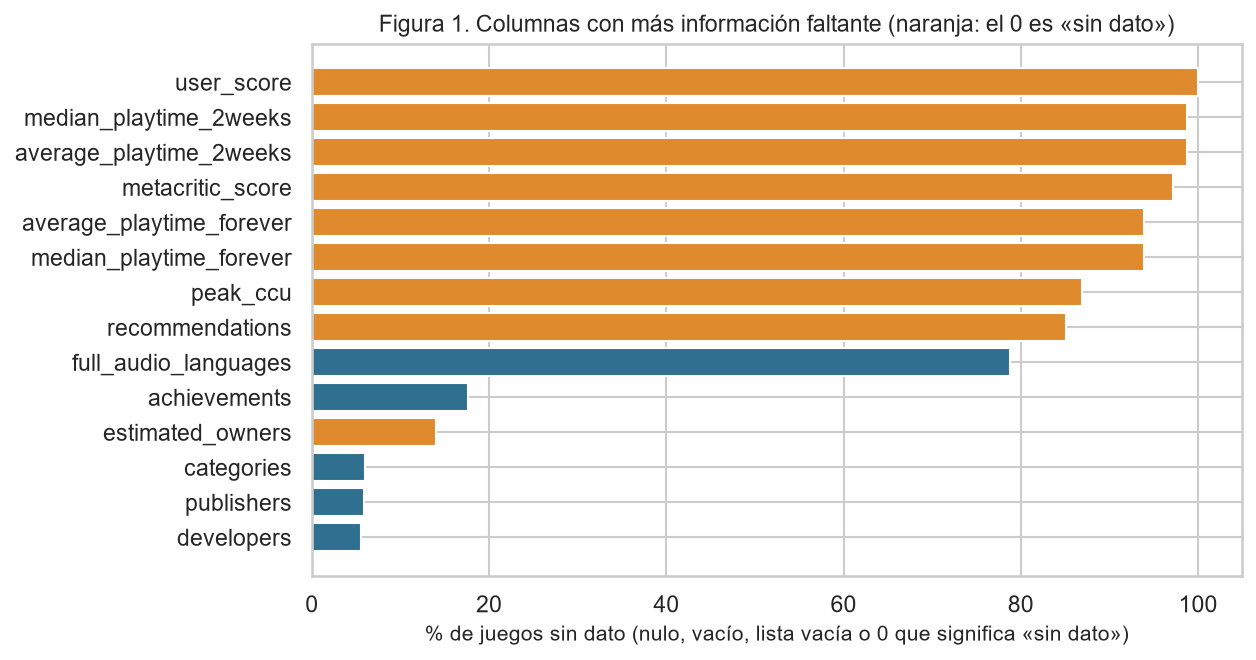 Figura 1. Columnas con más información faltante (naranja: el 0 es «sin dato»)
user_score
median_playtime_2weeks
average_playtime_2weeks
metacritic_score
average_playtime_forever
median_playtime_forever
peak_ccu
recommendations
full_audio_languages
achievements
estimated_owners
categories
publishers
developers
0 20 40 60 80 100
% de juegos sin dato (nulo, vacío, lista vacía o 0 que significa «sin dato»)